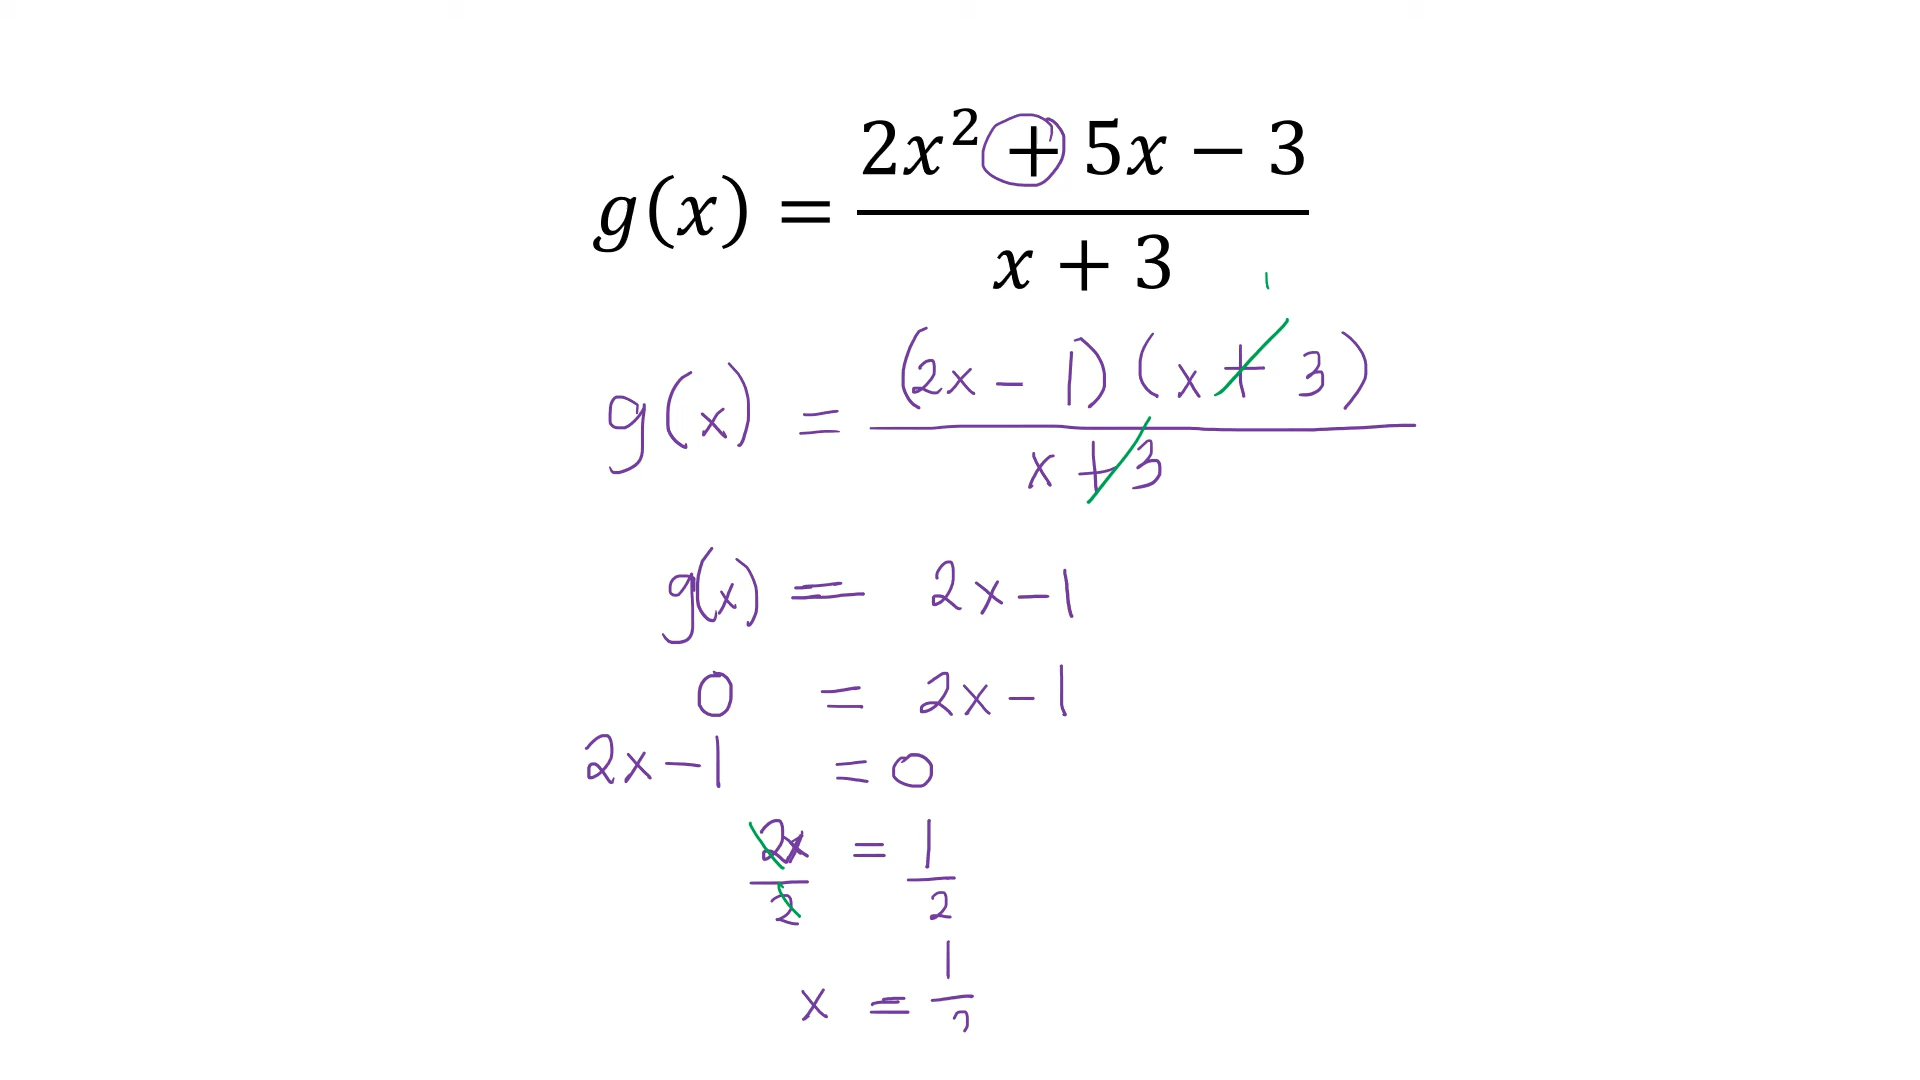 g(x) = (2x² + 5x − 3)/(x + 3)
g(x) = ((2x − 1)(x + 3))/(x + 3)
g(x) = 2x − 1
0 = 2x − 1
2x − 1 = 0
2x/2 = 1/2
x = 1/2